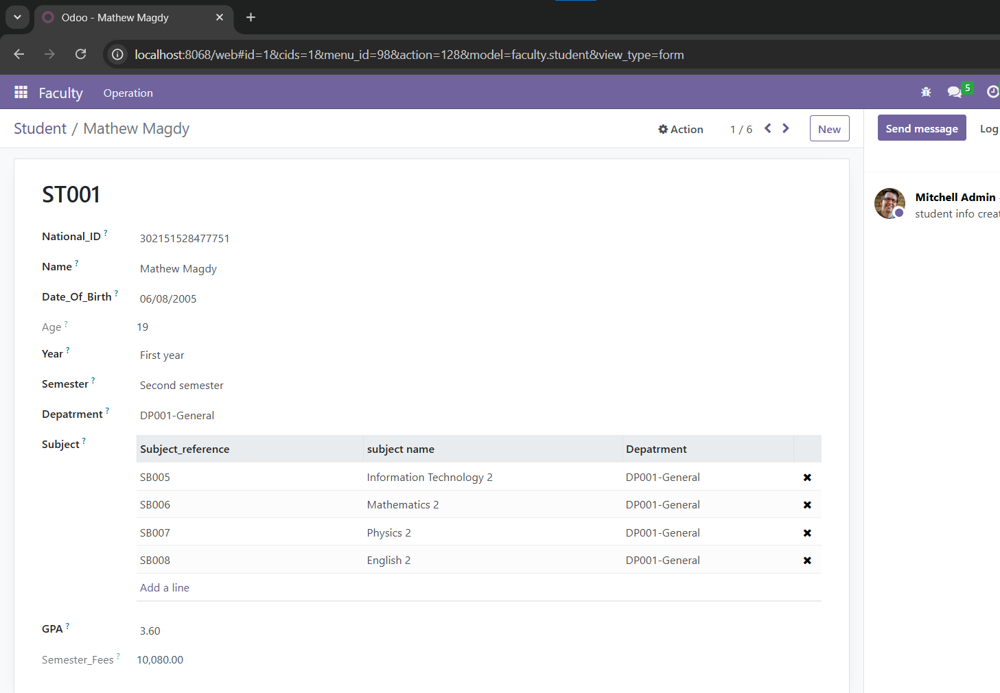 Odoo - Mathew Magdy
localhost:8068/web#id=1&cids=1&menu_id=98&action=128&model=faculty.student&view_type=form
Faculty Operation 5
Student / Mathew Magdy Action 1 / 6 New Send message Log
ST001
Mitchell Admin
student info creat
National_ID ? 302151528477751
Name ? Mathew Magdy
Date_Of_Birth ? 06/08/2005
Age ? 19
Year ? First year
Semester ? Second semester
Depatrment ? DP001-General
Subject ? Subject_reference subject name Depatrment
SB005 Information Technology 2 DP001-General
SB006 Mathematics 2 DP001-General
SB007 Physics 2 DP001-General
SB008 English 2 DP001-General
Add a line
GPA ? 3.60
Semester_Fees ? 10,080.00